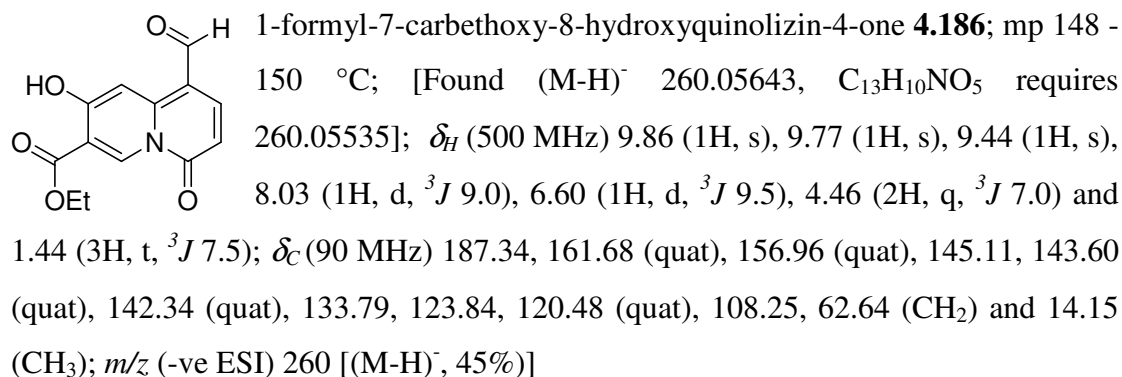 O
H
HO
N
O
OEt
O
1-formyl-7-carbethoxy-8-hydroxyquinolizin-4-one 4.186; mp 148 -
150 °C; [Found (M-H)⁻ 260.05643, C₁₃H₁₀NO₅ requires
260.05535]; δH (500 MHz) 9.86 (1H, s), 9.77 (1H, s), 9.44 (1H, s),
8.03 (1H, d, ³J 9.0), 6.60 (1H, d, ³J 9.5), 4.46 (2H, q, ³J 7.0) and
1.44 (3H, t, ³J 7.5); δC (90 MHz) 187.34, 161.68 (quat), 156.96 (quat), 145.11, 143.60
(quat), 142.34 (quat), 133.79, 123.84, 120.48 (quat), 108.25, 62.64 (CH₂) and 14.15
(CH₃); m/z (-ve ESI) 260 [(M-H)⁻, 45%)]